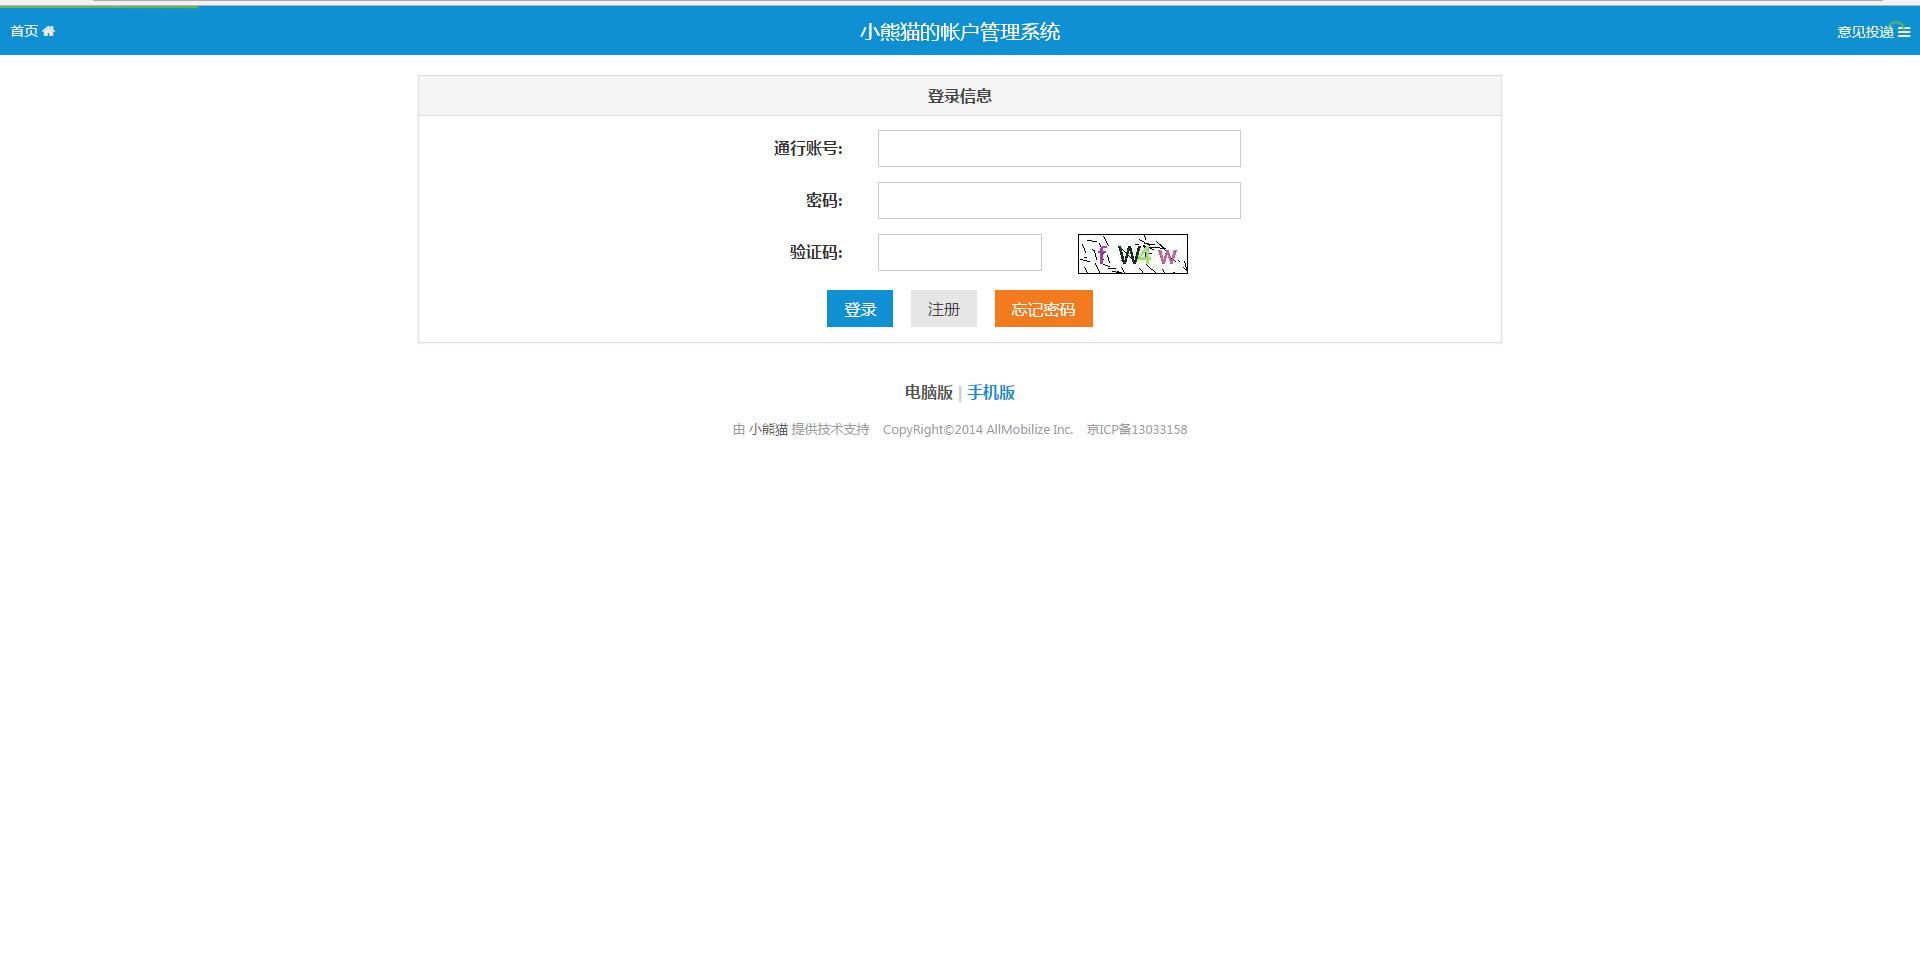 首页
小熊猫的帐户管理系统
意见投递
登录信息
通行账号:
密码:
验证码:
f W4 w
登录 注册 忘记密码
电脑版 | 手机版
由 小熊猫 提供技术支持 CopyRight©2014 AllMobilize Inc. 京ICP备13033158